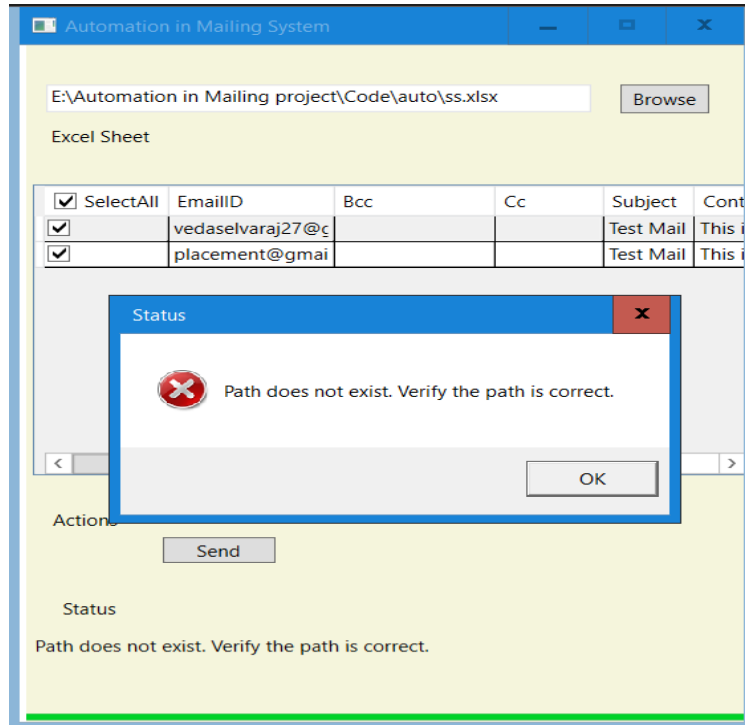 Automation in Mailing System
E:\Automation in Mailing project\Code\auto\ss.xlsx Browse
Excel Sheet
SelectAll EmailID Bcc Cc Subject Cont
vedaselvaraj27@g Test Mail This i
placement@gmai Test Mail This i
Status
Path does not exist. Verify the path is correct.
OK
Actions
Send
Status
Path does not exist. Verify the path is correct.